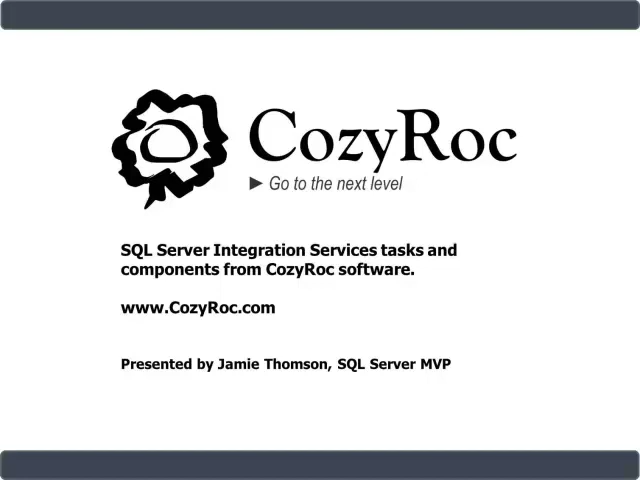 CozyRoc
► Go to the next level
SQL Server Integration Services tasks and
components from CozyRoc software.
www.CozyRoc.com
Presented by Jamie Thomson, SQL Server MVP